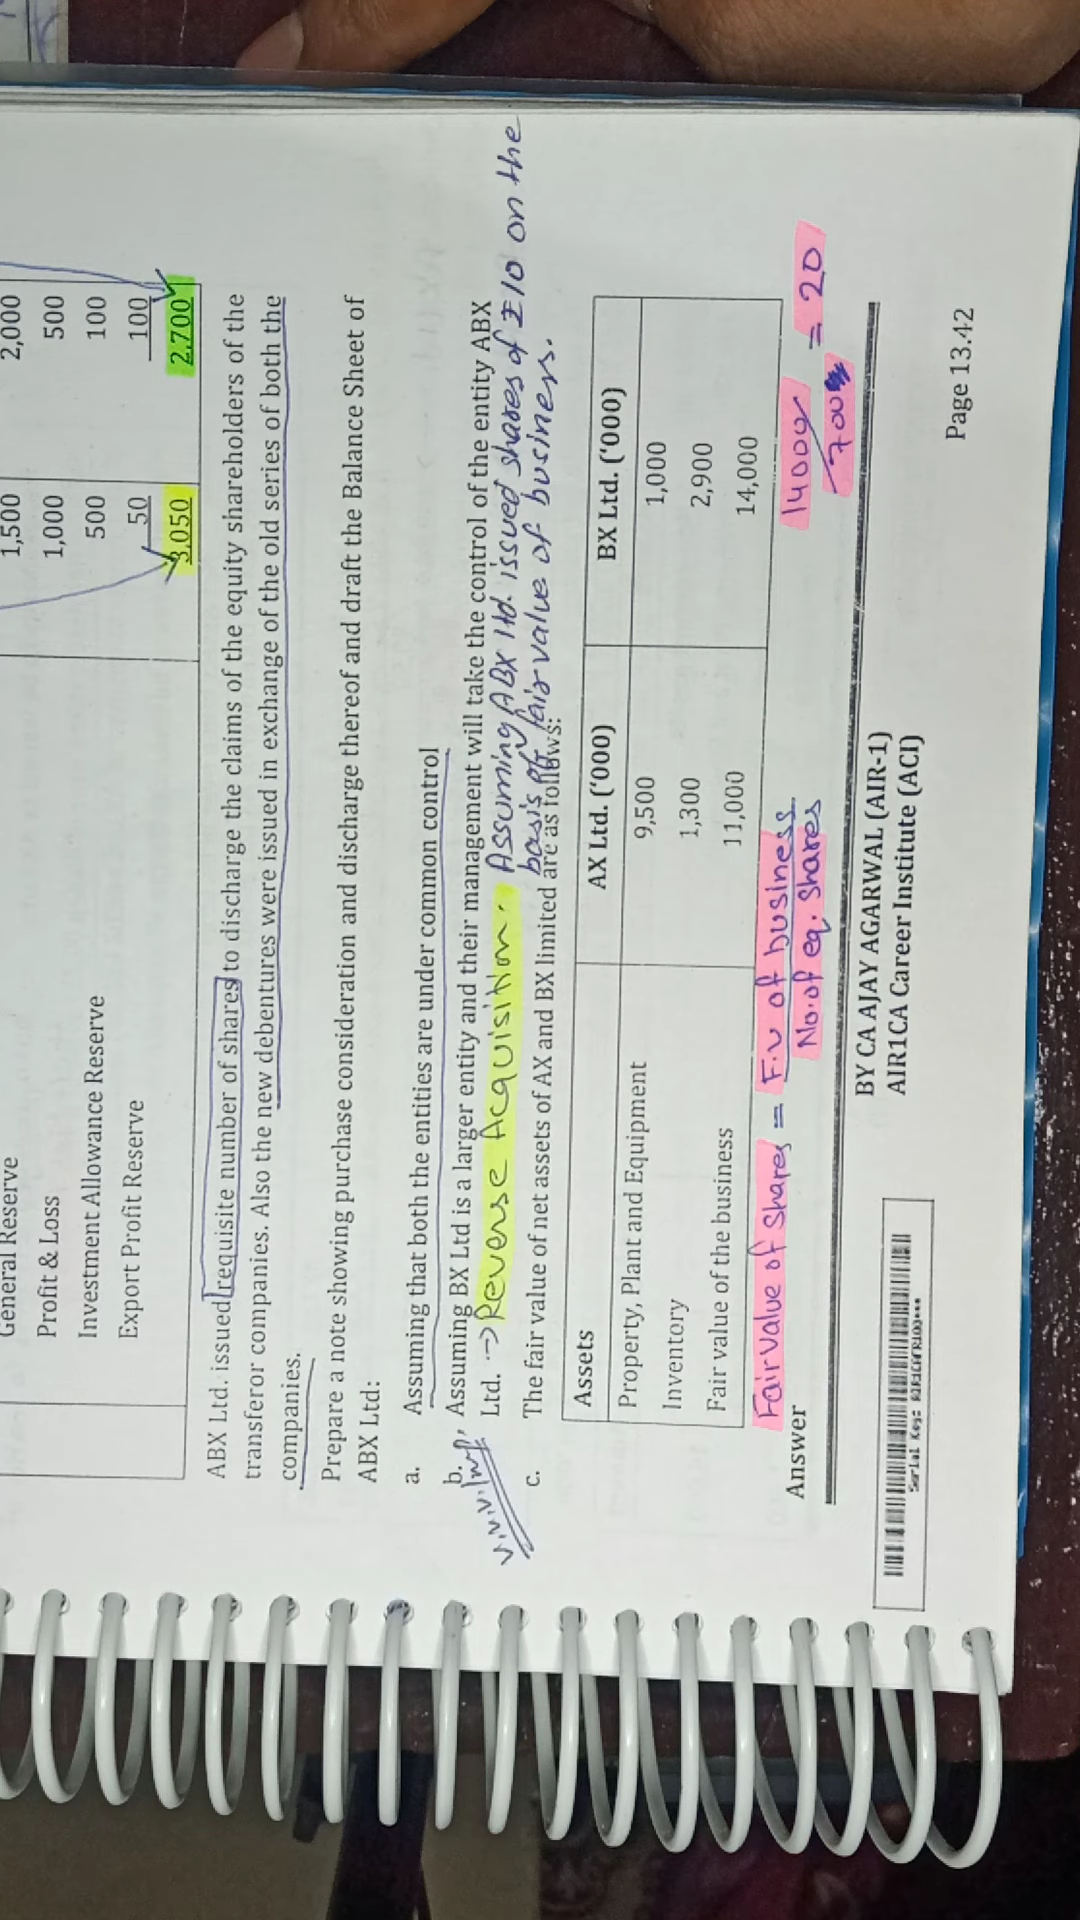 General Reserve 1,500 2,000
Profit & Loss 1,000 500
Investment Allowance Reserve 500 100
Export Profit Reserve 50 100
3,050 2,700
ABX Ltd. issued requisite number of shares to discharge the claims of the equity shareholders of the
transferor companies. Also the new debentures were issued in exchange of the old series of both the
companies.
Prepare a note showing purchase consideration and discharge thereof and draft the Balance Sheet of
ABX Ltd:
a. Assuming that both the entities are under common control
b. Assuming BX Ltd is a larger entity and their management will take the control of the entity ABX
V.V.V. Imp.
Ltd. → Reverse Acquisition. Assuming ABX ltd. issued shares of ₹10 on the
basis of fair value of business.
c. The fair value of net assets of AX and BX limited are as follows:
Assets AX Ltd. ('000) BX Ltd. ('000)
Property, Plant and Equipment 9,500 1,000
Inventory 1,300 2,900
Fair value of the business 11,000 14,000
Fair value of Shares = F.v of business = 20
No. of eq. Shares
Answer
BY CA AJAY AGARWAL (AIR-1)
AIR1CA Career Institute (ACI)
Page 13.42